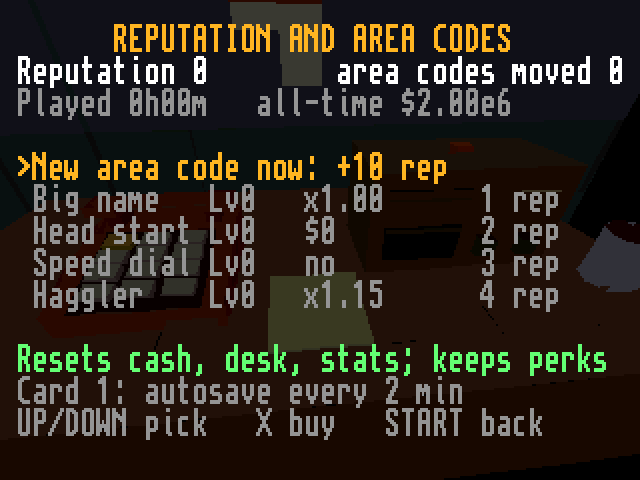 REPUTATION AND AREA CODES
Reputation 0 area codes moved 0
Played 0h00m all-time $2.00e6
>New area code now: +10 rep
Big name Lv0 x1.00 1 rep
Head start Lv0 $0 2 rep
Speed dial Lv0 no 3 rep
Haggler Lv0 x1.15 4 rep
Resets cash, desk, stats; keeps perks
Card 1: autosave every 2 min
UP/DOWN pick X buy START back